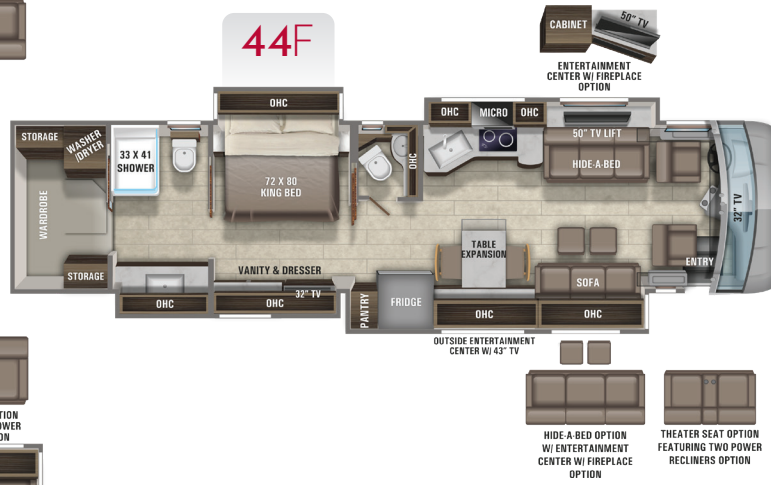 44F
CABINET
50" TV
ENTERTAINMENT
CENTER W/ FIREPLACE
OPTION
OHC
OHC
MICRO
OHC
STORAGE
WASHER
/DRYER
33 X 41
SHOWER
72 X 80
KING BED
OHC
50" TV LIFT
HIDE-A-BED
WARDROBE
32" TV
TABLE
EXPANSION
ENTRY
STORAGE
VANITY & DRESSER
32" TV
OHC
OHC
PANTRY
FRIDGE
SOFA
OHC
OHC
OUTSIDE ENTERTAINMENT
CENTER W/ 43" TV
TION
OWER
ON
HIDE-A-BED OPTION
W/ ENTERTAINMENT
CENTER W/ FIREPLACE
OPTION
THEATER SEAT OPTION
FEATURING TWO POWER
RECLINERS OPTION